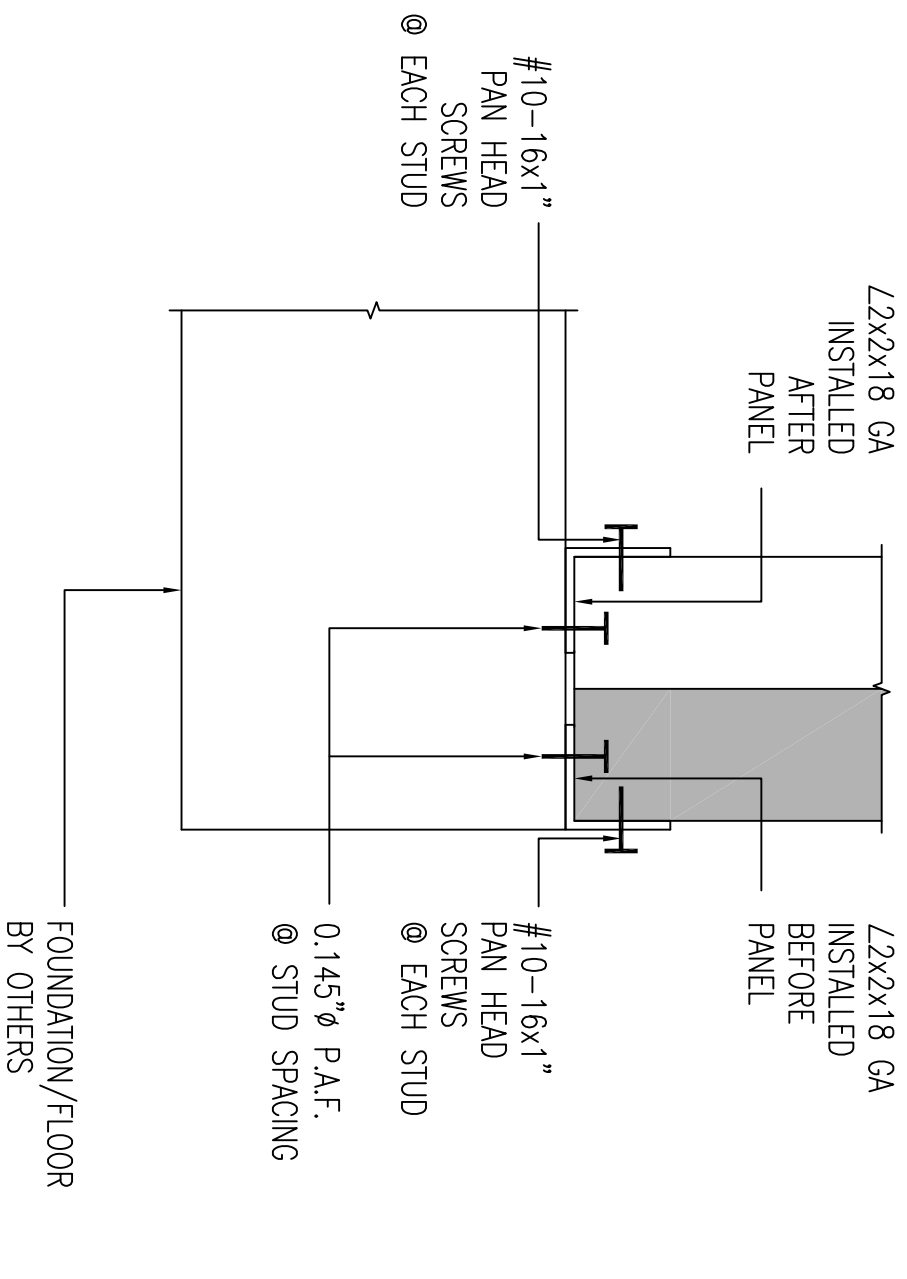 ∠2x2x18 GA
INSTALLED
AFTER
PANEL
#10-16x1"
PAN HEAD
SCREWS
@ EACH STUD
∠2x2x18 GA
INSTALLED
BEFORE
PANEL
#10-16x1"
PAN HEAD
SCREWS
@ EACH STUD
0.145"ø P.A.F.
@ STUD SPACING
FOUNDATION/FLOOR
BY OTHERS